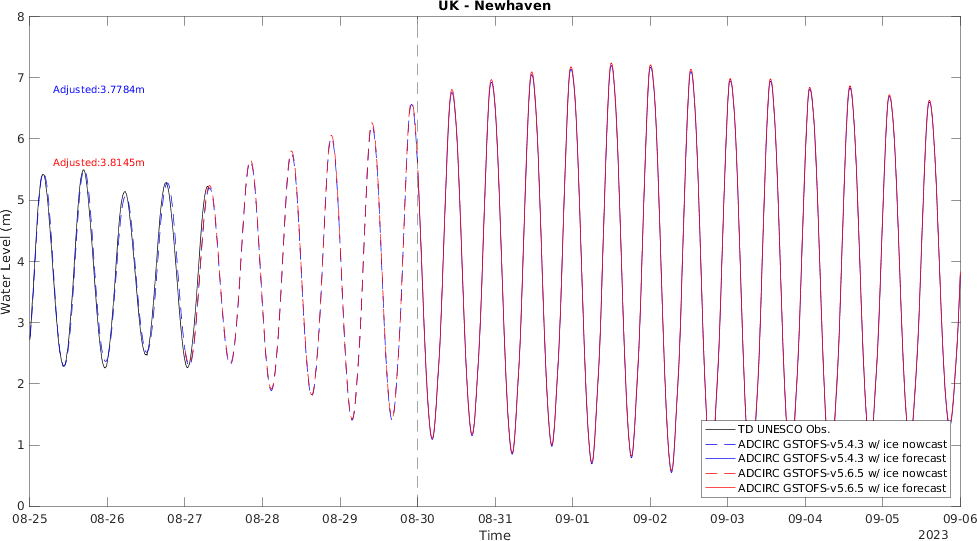 UK - Newhaven
8
7
6
5
4
3
2
1
0
Water Level (m)
Adjusted:3.7784m
Adjusted:3.8145m
TD UNESCO Obs.
ADCIRC GSTOFS-v5.4.3 w/ ice nowcast
ADCIRC GSTOFS-v5.4.3 w/ ice forecast
ADCIRC GSTOFS-v5.6.5 w/ ice nowcast
ADCIRC GSTOFS-v5.6.5 w/ ice forecast
08-25 08-26 08-27 08-28 08-29 08-30 08-31 09-01 09-02 09-03 09-04 09-05 09-06
Time
2023